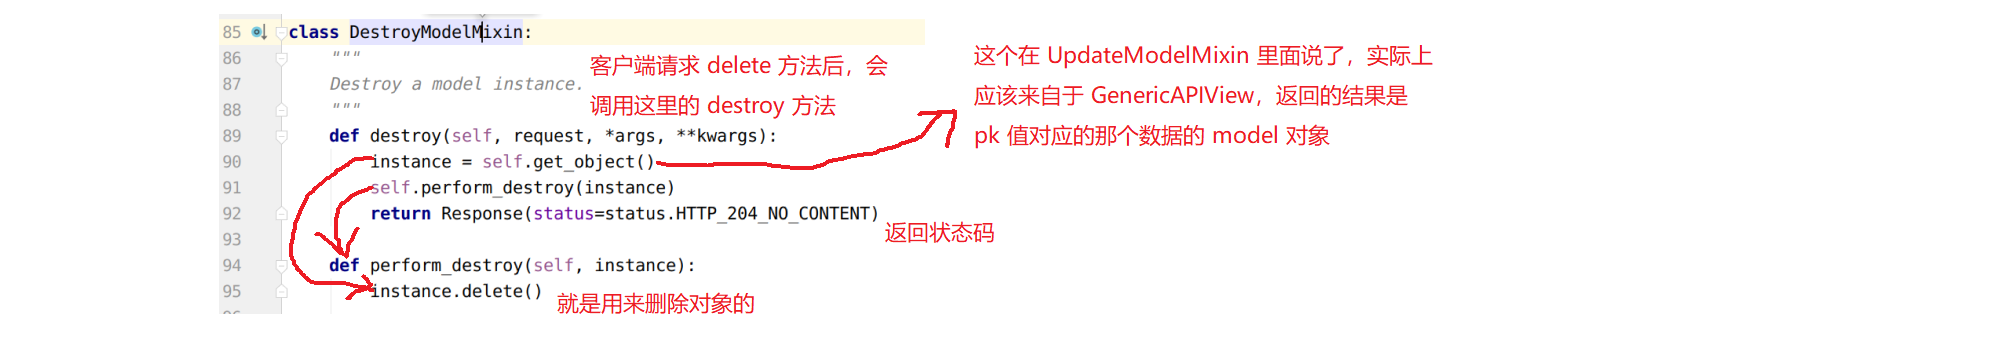 85 class DestroyModelMixin:
86 """
87 Destroy a model instance.
88 """
89 def destroy(self, request, *args, **kwargs):
90 instance = self.get_object()
91 self.perform_destroy(instance)
92 return Response(status=status.HTTP_204_NO_CONTENT)
93
94 def perform_destroy(self, instance):
95 instance.delete()
客户端请求 delete 方法后，会
调用这里的 destroy 方法
这个在 UpdateModelMixin 里面说了，实际上
应该来自于 GenericAPIView，返回的结果是
pk 值对应的那个数据的 model 对象
返回状态码
就是用来删除对象的